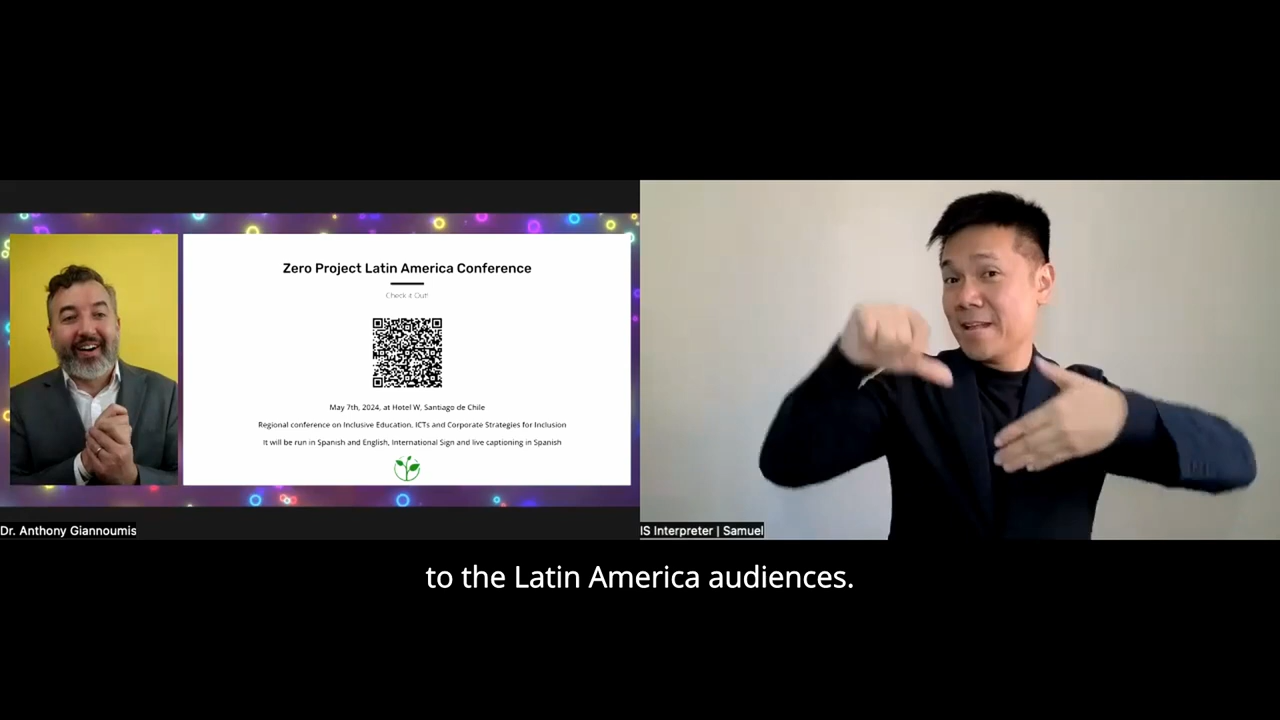 Zero Project Latin America Conference
Check it Out!
May 7th, 2024, at Hotel W, Santiago de Chile
Regional conference on Inclusive Education, ICTs and Corporate Strategies for Inclusion
It will be run in Spanish and English, International Sign and live captioning in Spanish
Dr. Anthony Giannoumis
IS Interpreter | Samuel
to the Latin America audiences.